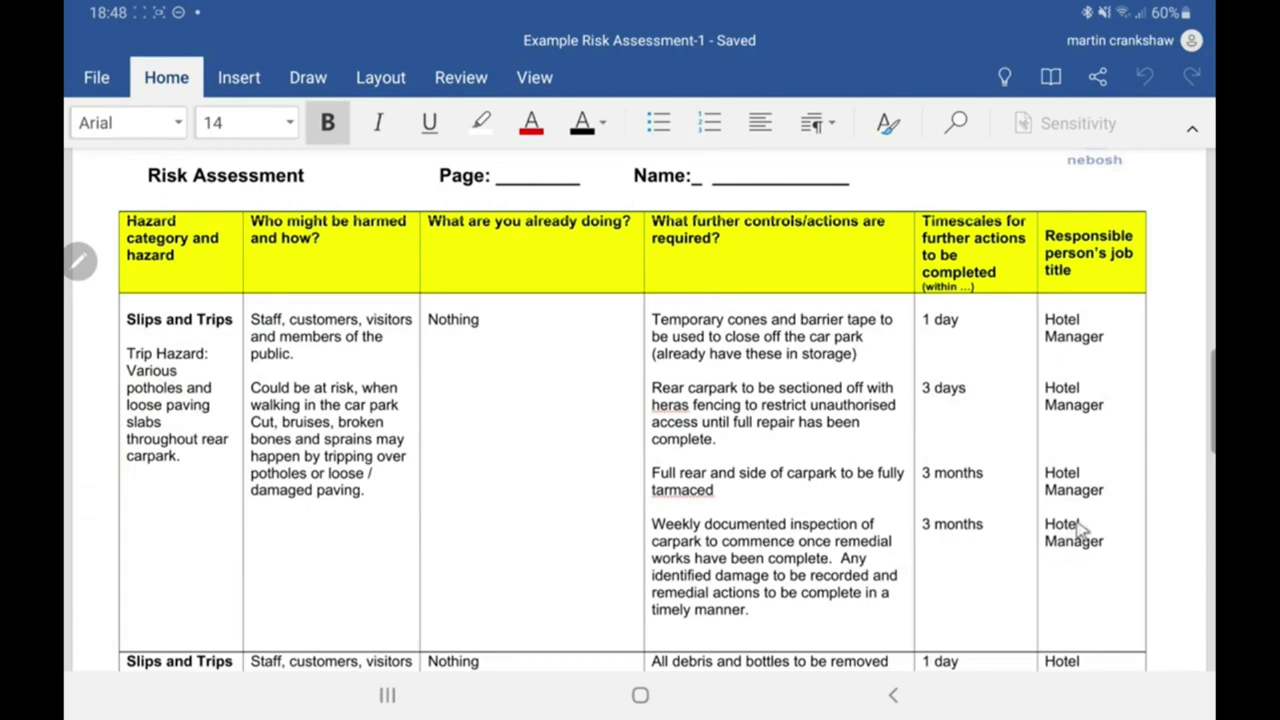 18:48
60%
Example Risk Assessment-1 - Saved
martin crankshaw
File Home Insert Draw Layout Review View
Arial 14 B I U A A Sensitivity
nebosh
Risk Assessment Page: _______ Name:_ ____________
Hazard category and hazard
Who might be harmed and how?
What are you already doing?
What further controls/actions are required?
Timescales for further actions to be completed (within ...)
Responsible person's job title
Slips and Trips
Trip Hazard:
Various
potholes and
loose paving
slabs
throughout rear
carpark.
Staff, customers, visitors
and members of the
public.
Could be at risk, when
walking in the car park
Cut, bruises, broken
bones and sprains may
happen by tripping over
potholes or loose /
damaged paving.
Nothing
Temporary cones and barrier tape to
be used to close off the car park
(already have these in storage)
1 day
Hotel
Manager
Rear carpark to be sectioned off with
heras fencing to restrict unauthorised
access until full repair has been
complete.
3 days
Hotel
Manager
Full rear and side of carpark to be fully
tarmaced
3 months
Hotel
Manager
Weekly documented inspection of
carpark to commence once remedial
works have been complete. Any
identified damage to be recorded and
remedial actions to be complete in a
timely manner.
3 months
Hotel
Manager
Slips and Trips
Staff, customers, visitors
Nothing
All debris and bottles to be removed
1 day
Hotel